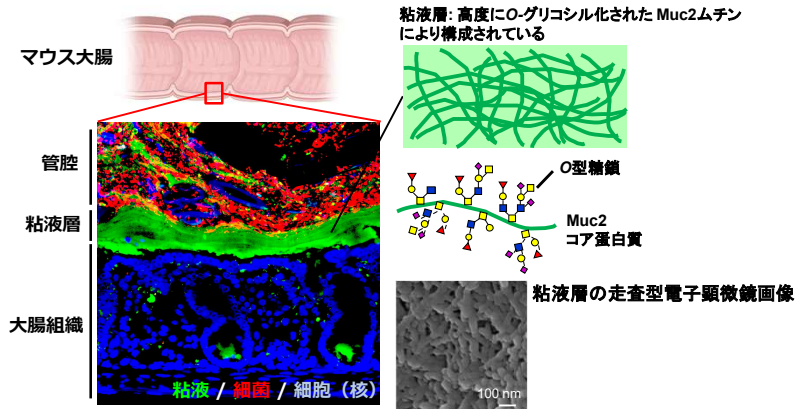 マウス大腸
管腔
粘液層
大腸組織
粘液 / 細菌 / 細胞（核）
粘液層: 高度にO-グリコシル化された Muc2ムチン
により構成されている
O型糖鎖
Muc2
コア蛋白質
粘液層の走査型電子顕微鏡画像
100 nm